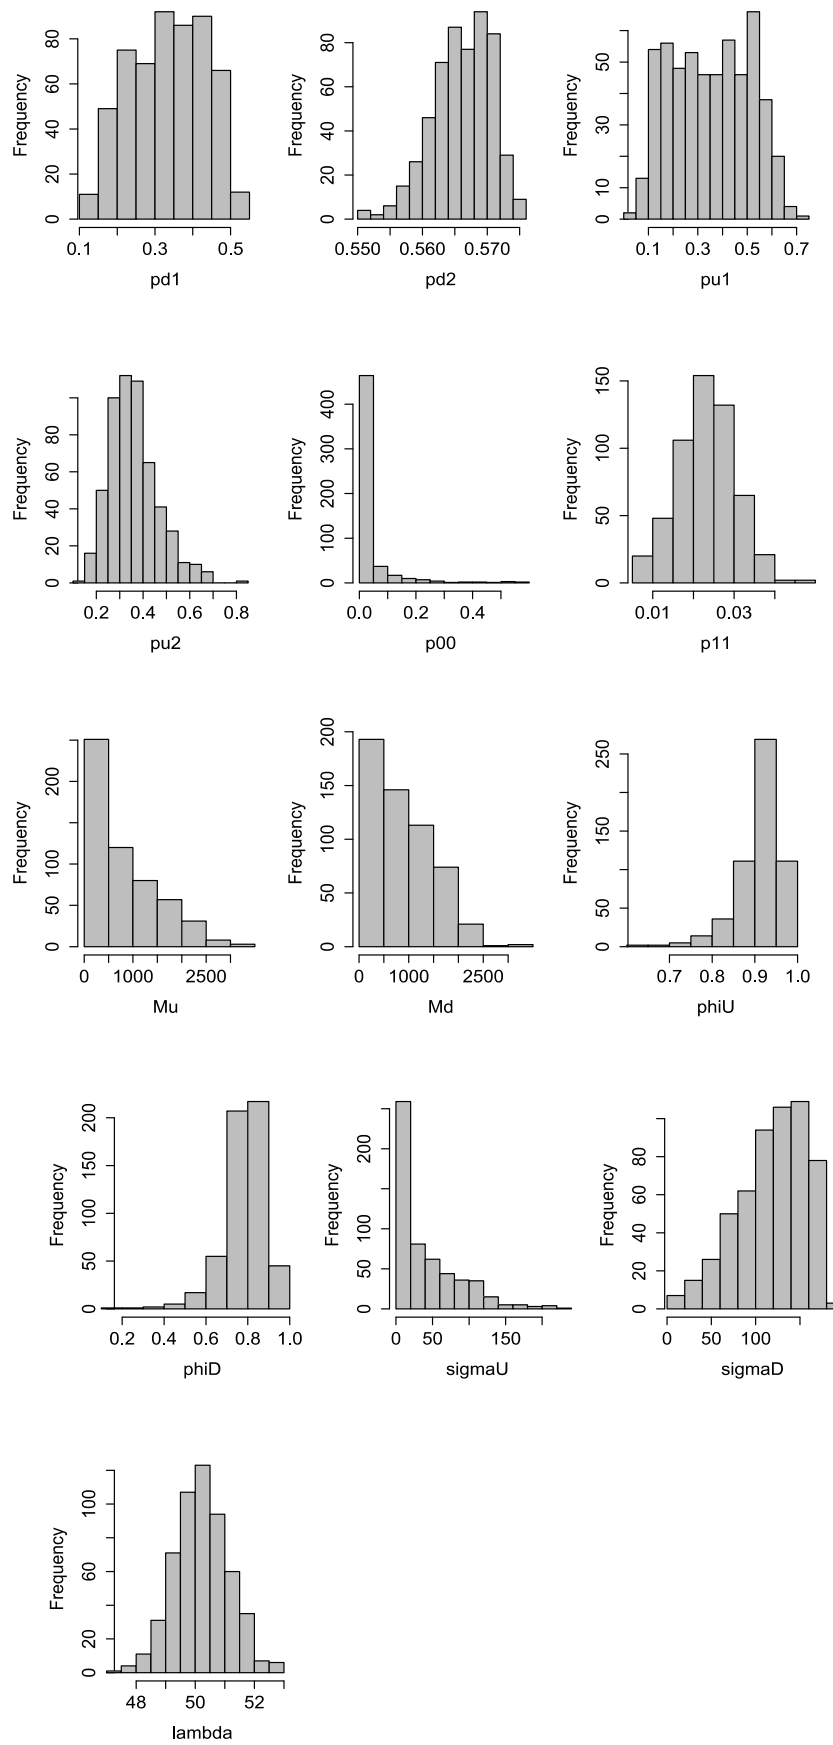 Frequency
0 20 40 60 80
0.1 0.3 0.5
pd1
Frequency
0 20 40 60 80
0.550 0.560 0.570
pd2
Frequency
0 10 30 50
0.1 0.3 0.5 0.7
pu1
Frequency
0 20 40 60 80
0.2 0.4 0.6 0.8
pu2
Frequency
0 100 200 300 400
0.0 0.2 0.4
p00
Frequency
0 50 100 150
0.01 0.03
p11
Frequency
0 50 100 200
0 1000 2500
Mu
Frequency
0 50 100 150 200
0 1000 2500
Md
Frequency
0 50 150 250
0.7 0.8 0.9 1.0
phiU
Frequency
0 50 100 150 200
0.2 0.4 0.6 0.8 1.0
phiD
Frequency
0 50 100 200
0 50 150
sigmaU
Frequency
0 20 40 60 80
0 50 100
sigmaD
Frequency
0 20 60 100
48 50 52
lambda